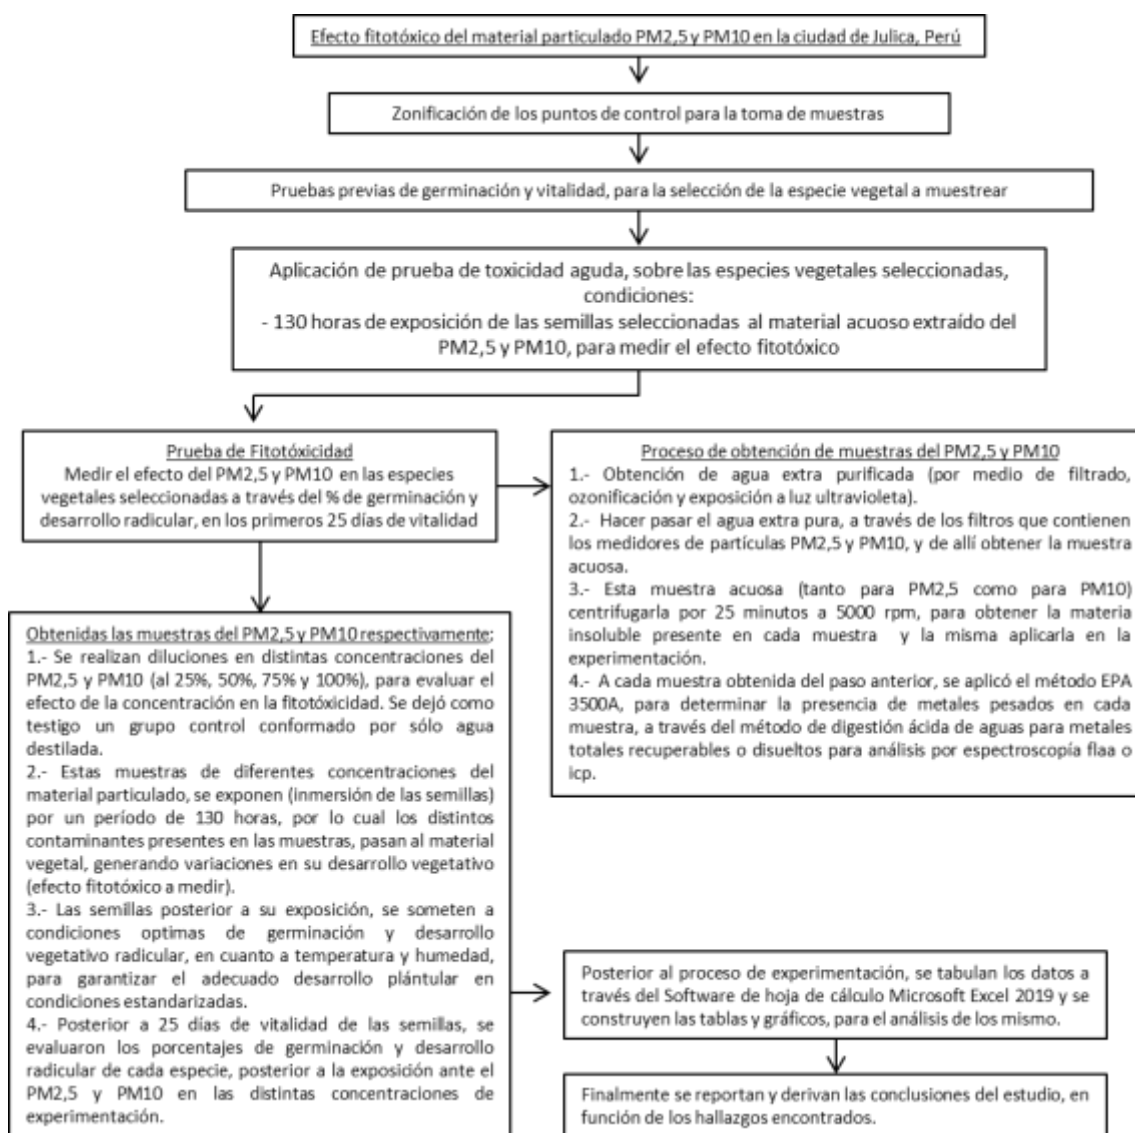 Efecto fitotóxico del material particulado PM2,5 y PM10 en la ciudad de Julica, Perú
Zonificación de los puntos de control para la toma de muestras
Pruebas previas de germinación y vitalidad, para la selección de la especie vegetal a muestrear
Aplicación de prueba de toxicidad aguda, sobre las especies vegetales seleccionadas,
condiciones:
- 130 horas de exposición de las semillas seleccionadas al material acuoso extraído del
PM2,5 y PM10, para medir el efecto fitotóxico
Prueba de Fitotóxicidad
Medir el efecto del PM2,5 y PM10 en las especies
vegetales seleccionadas a través del % de germinación y
desarrollo radicular, en los primeros 25 días de vitalidad
Proceso de obtención de muestras del PM2,5 y PM10
1.- Obtención de agua extra purificada (por medio de filtrado,
ozonificación y exposición a luz ultravioleta).
2.- Hacer pasar el agua extra pura, a través de los filtros que contienen
los medidores de partículas PM2,5 y PM10, y de allí obtener la muestra
acuosa.
3.- Esta muestra acuosa (tanto para PM2,5 como para PM10)
centrifugarla por 25 minutos a 5000 rpm, para obtener la materia
insoluble presente en cada muestra y la misma aplicarla en la
experimentación.
4.- A cada muestra obtenida del paso anterior, se aplicó el método EPA
3500A, para determinar la presencia de metales pesados en cada
muestra, a través del método de digestión ácida de aguas para metales
totales recuperables o disueltos para análisis por espectroscopía flaa o
icp.
Obtenidas las muestras del PM2,5 y PM10 respectivamente:
1.- Se realizan diluciones en distintas concentraciones del
PM2,5 y PM10 (al 25%, 50%, 75% y 100%), para evaluar el
efecto de la concentración en la fitotóxicidad. Se dejó como
testigo un grupo control conformado por sólo agua
destilada.
2.- Estas muestras de diferentes concentraciones del
material particulado, se exponen (inmersión de las semillas)
por un período de 130 horas, por lo cual los distintos
contaminantes presentes en las muestras, pasan al material
vegetal, generando variaciones en su desarrollo vegetativo
(efecto fitotóxico a medir).
3.- Las semillas posterior a su exposición, se someten a
condiciones optimas de germinación y desarrollo
vegetativo radicular, en cuanto a temperatura y humedad,
para garantizar el adecuado desarrollo plántular en
condiciones estandarizadas.
4.- Posterior a 25 días de vitalidad de las semillas, se
evaluaron los porcentajes de germinación y desarrollo
radicular de cada especie, posterior a la exposición ante el
PM2,5 y PM10 en las distintas concentraciones de
experimentación.
Posterior al proceso de experimentación, se tabulan los datos a
través del Software de hoja de cálculo Microsoft Excel 2019 y se
construyen las tablas y gráficos, para el análisis de los mismo.
Finalmente se reportan y derivan las conclusiones del estudio, en
función de los hallazgos encontrados.